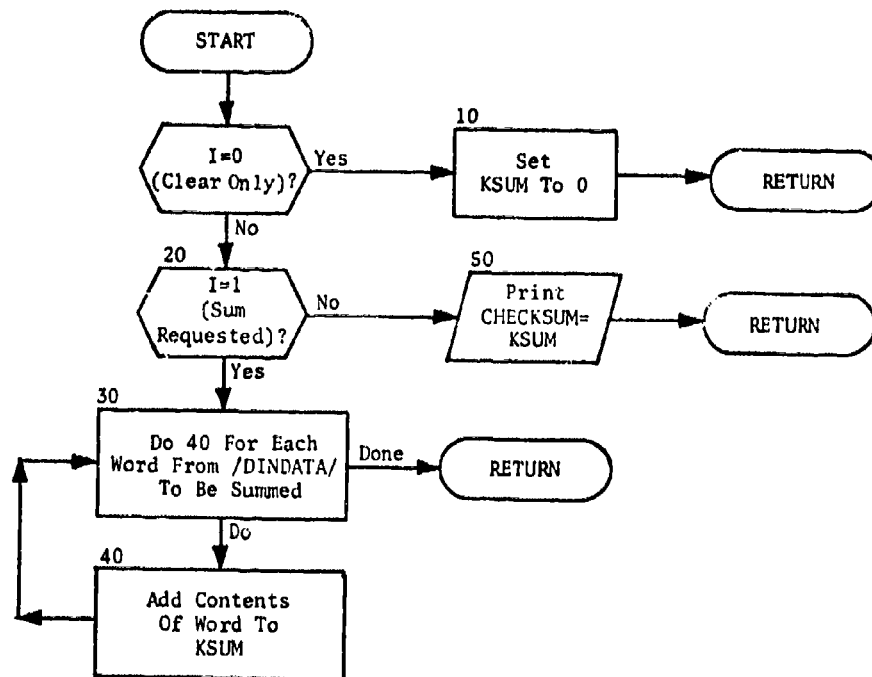 START
10
I=0
(Clear Only)?
Yes
Set
KSUM To 0
RETURN
No
20
I=1
(Sum
Requested)?
No
50
Print
CHECKSUM=
KSUM
RETURN
Yes
30
Do 40 For Each
Word From /DINDATA/
To Be Summed
Done
RETURN
Do
40
Add Contents
Of Word To
KSUM